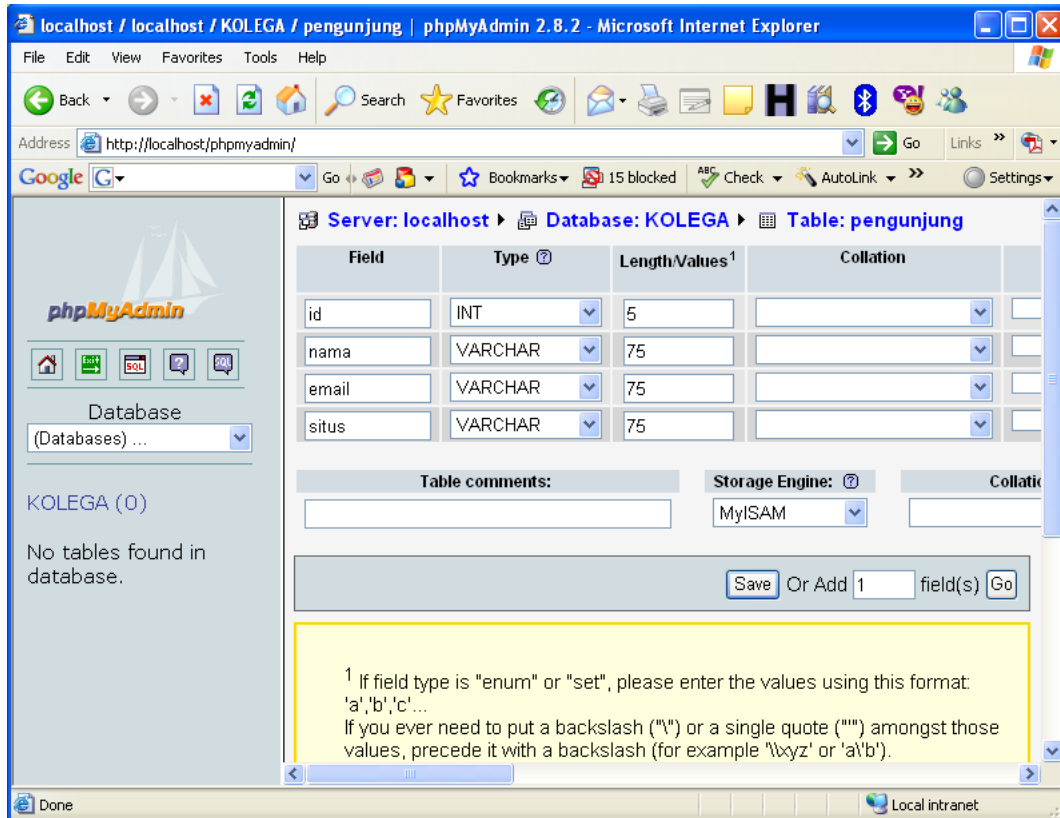 localhost / localhost / KOLEGA / pengunjung | phpMyAdmin 2.8.2 - Microsoft Internet Explorer
File Edit View Favorites Tools Help
Back Search Favorites
Address http://localhost/phpmyadmin/ Go Links »
Google G Go Bookmarks 15 blocked ABC Check AutoLink » Settings
phpMyAdmin
Exit SQL ? SQL
Database
(Databases) ...
KOLEGA (0)
No tables found in
database.
Server: localhost Database: KOLEGA Table: pengunjung
Field Type ? Length/Values1 Collation
id INT 5
nama VARCHAR 75
email VARCHAR 75
situs VARCHAR 75
Table comments: Storage Engine: ? Collatio
MyISAM
Save Or Add 1 field(s) Go
1 If field type is "enum" or "set", please enter the values using this format:
'a','b','c'...
If you ever need to put a backslash ("\") or a single quote ("'") amongst those
values, precede it with a backslash (for example '\\xyz' or 'a\'b').
Done Local intranet